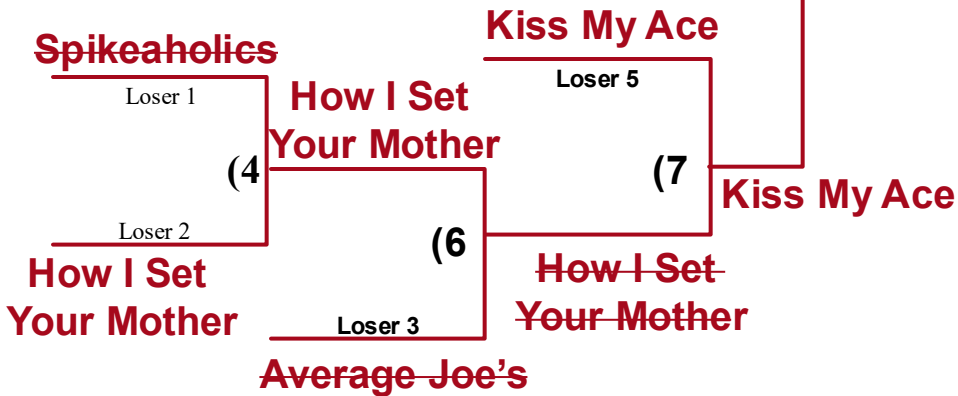 Kiss My Ace
Spikeaholics
Loser 5
Loser 1
How I Set
Your Mother
(4
(7
Kiss My Ace
Loser 2
(6
How I Set
Your Mother
How I Set
Your Mother
Loser 3
Average Joe’s